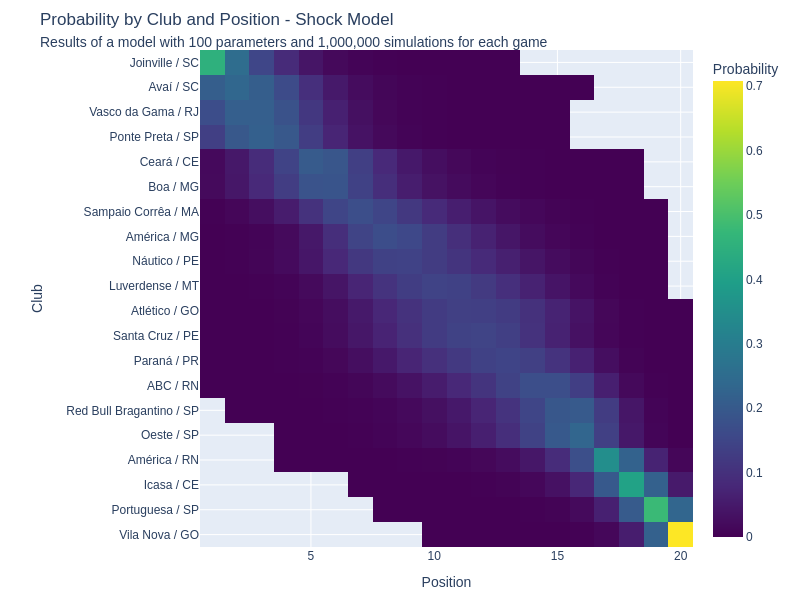 Probability by Club and Position - Shock Model
Results of a model with 100 parameters and 1,000,000 simulations for each game
Probability
Joinville / SC
Avaí / SC
Vasco da Gama / RJ
Ponte Preta / SP
Ceará / CE
Boa / MG
Sampaio Corrêa / MA
América / MG
Náutico / PE
Luverdense / MT
Atlético / GO
Santa Cruz / PE
Paraná / PR
ABC / RN
Red Bull Bragantino / SP
Oeste / SP
América / RN
Icasa / CE
Portuguesa / SP
Vila Nova / GO
Club
5
10
15
20
Position
0.7
0.6
0.5
0.4
0.3
0.2
0.1
0